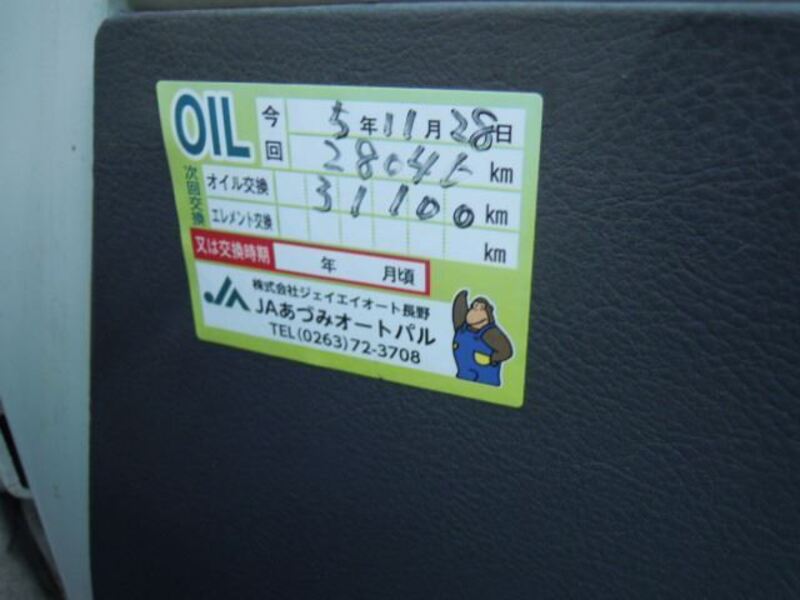 OIL
今回
5年11月28日
28045km
次回交換
オイル交換 31100km
エレメント交換 km
又は交換時期 年 月頃
JA
株式会社ジェイエイオート長野
JAあづみオートパル
TEL(0263)72-3708